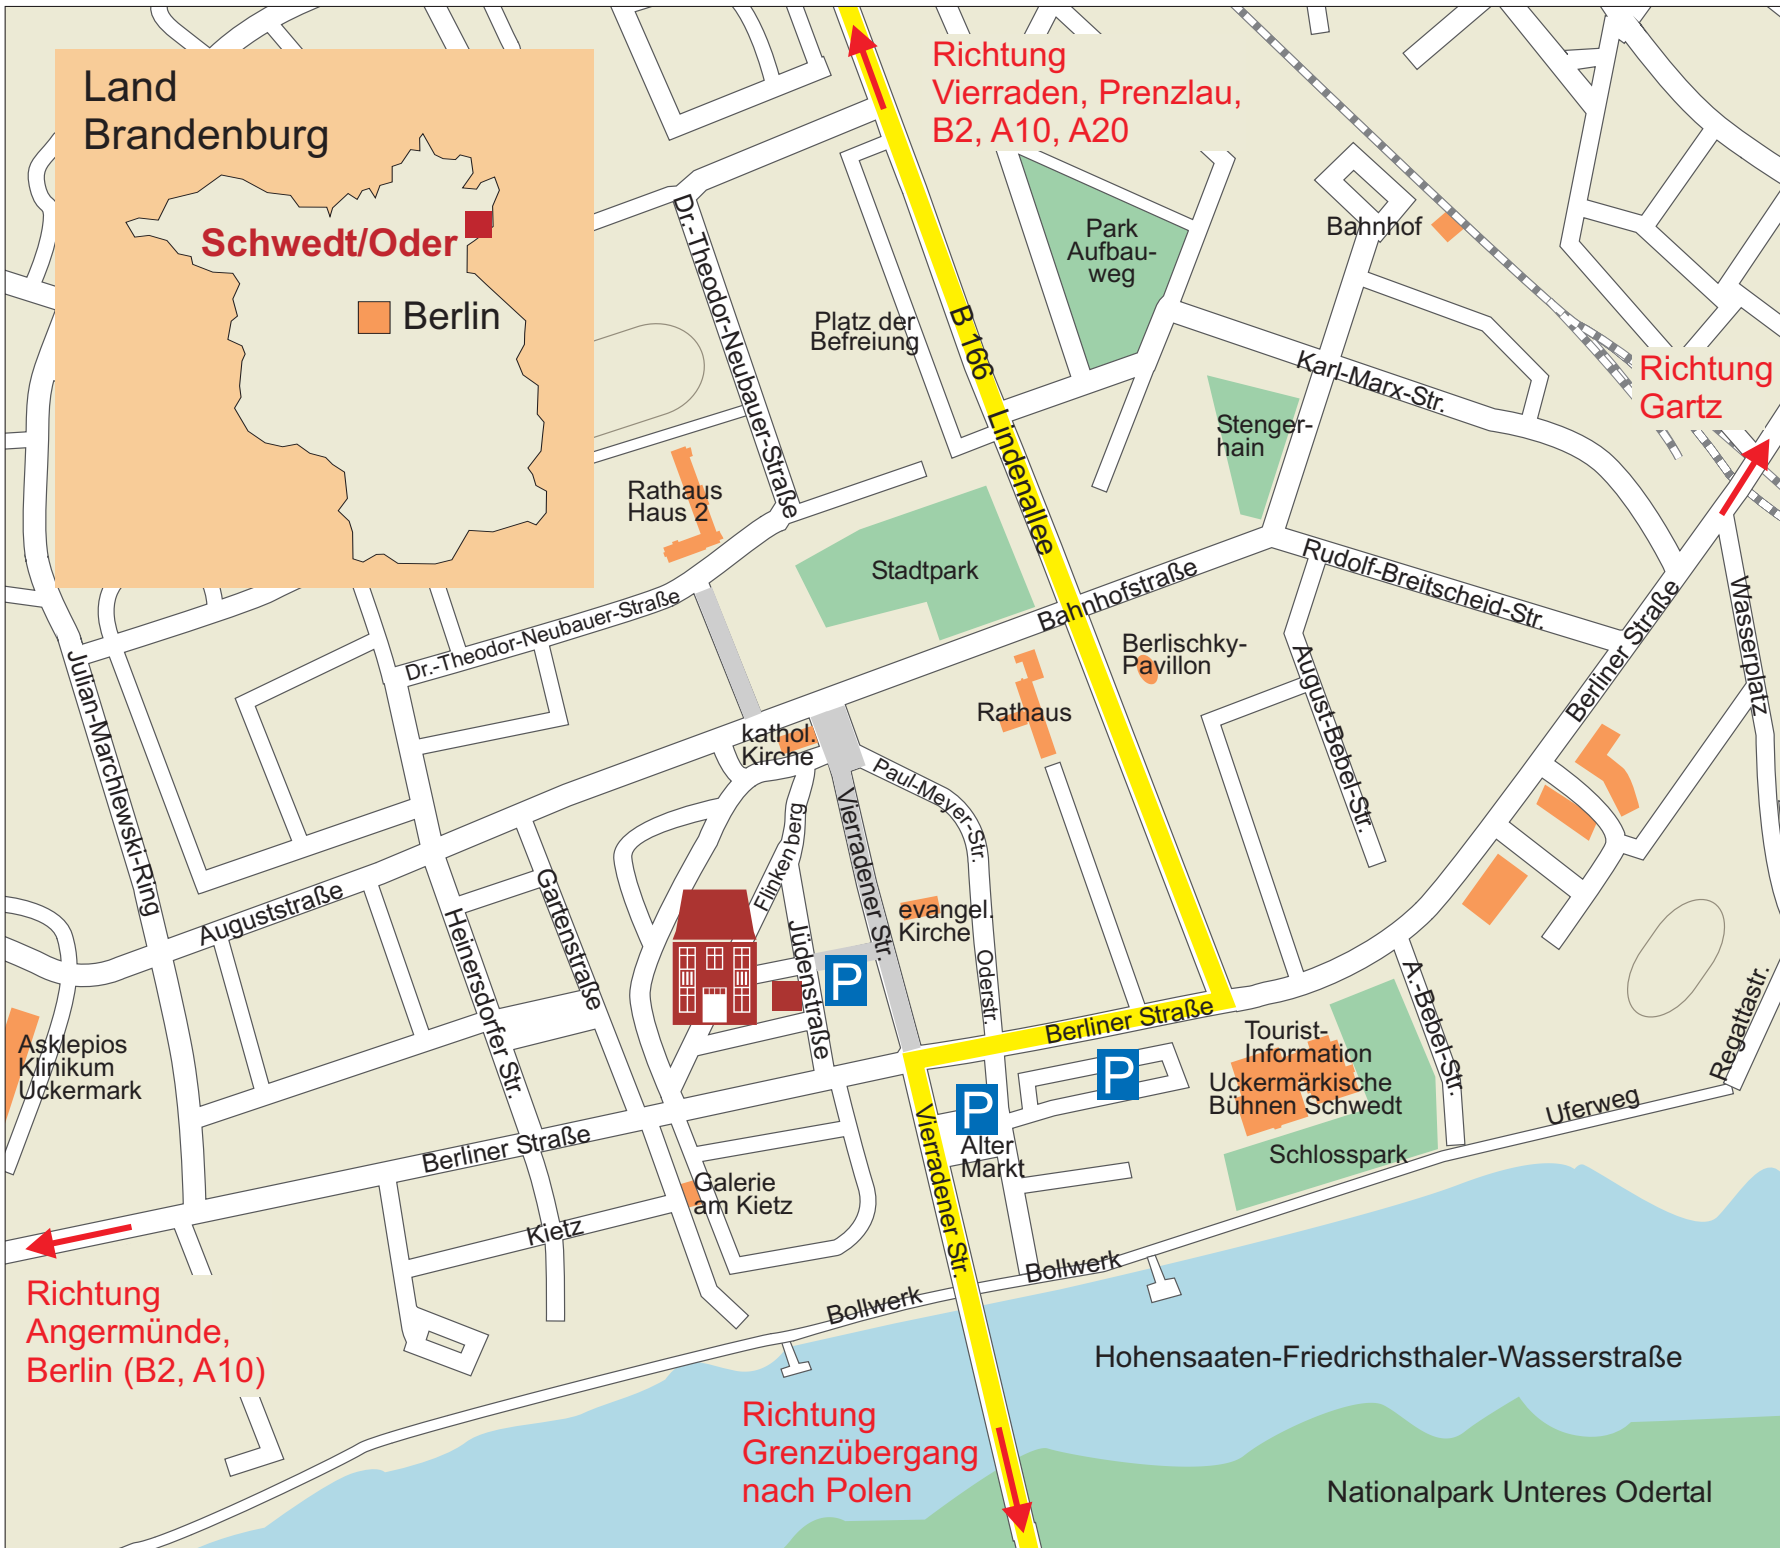 Land
Brandenburg
Schwedt/Oder
Berlin
Richtung
Vierraden, Prenzlau,
B2, A10, A20
Park
Aufbau-
weg
Bahnhof
Dr.-Theodor-Neubauer-Straße
Platz der
Befreiung
B 166
Lindenallee
Karl-Marx-Str.
Richtung
Gartz
Stenger-
hain
Rathaus
Haus 2
Stadtpark
Bahnhofstraße
Rudolf-Breitscheid-Str.
Wasserplatz
Dr.-Theodor-Neubauer-Straße
Berlischky-
Pavillon
August-Bebel-Str.
Berliner Straße
Julian-Marchlewski-Ring
Rathaus
kathol.
Kirche
Paul-Meyer-Str.
Vierradener Str.
Flinkenberg
Auguststraße
Gartenstraße
Heinersdorfer Str.
evangel.
Kirche
Jüdenstraße
Oderstr.
P
A.-Bebel-Str.
Regattastr.
Berliner Straße
Asklepios
Klinikum
Uckermark
Tourist-
Information
Uckermärkische
Bühnen Schwedt
P
P
Uferweg
Berliner Straße
Alter
Markt
Schlosspark
Vierradener Str.
Galerie
am Kietz
Kietz
Bollwerk
Bollwerk
Richtung
Angermünde,
Berlin (B2, A10)
Hohensaaten-Friedrichsthaler-Wasserstraße
Richtung
Grenzübergang
nach Polen
Nationalpark Unteres Odertal